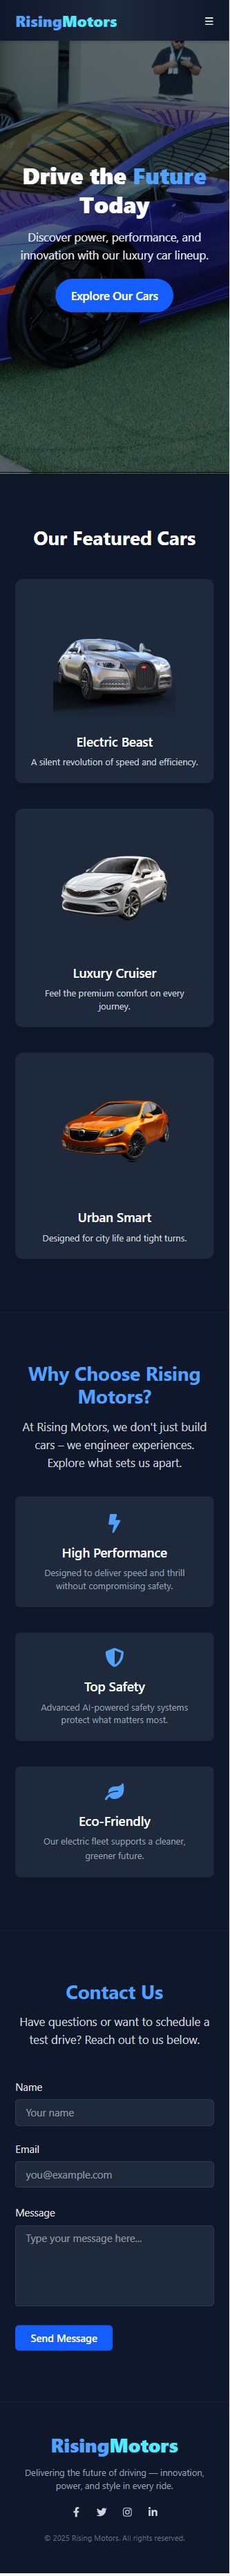 RisingMotors
Drive the Future
Today
Discover power, performance, and
innovation with our luxury car lineup.
Explore Our Cars
Our Featured Cars
Electric Beast
A silent revolution of speed and efficiency.
Luxury Cruiser
Feel the premium comfort on every
journey.
Urban Smart
Designed for city life and tight turns.
Why Choose Rising
Motors?
At Rising Motors, we don't just build
cars – we engineer experiences.
Explore what sets us apart.
High Performance
Designed to deliver speed and thrill
without compromising safety.
Top Safety
Advanced AI-powered safety systems
protect what matters most.
Eco-Friendly
Our electric fleet supports a cleaner,
greener future.
Contact Us
Have questions or want to schedule a
test drive? Reach out to us below.
Name
Your name
Email
you@example.com
Message
Type your message here...
Send Message
RisingMotors
Delivering the future of driving — innovation,
power, and style in every ride.
© 2025 Rising Motors. All rights reserved.